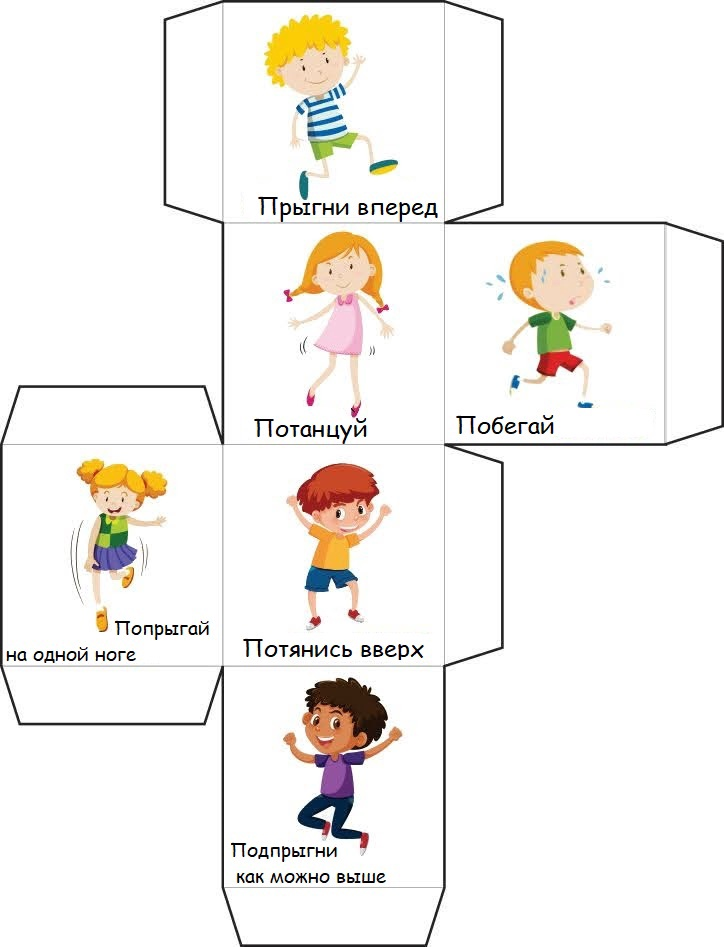 Прыгни вперед
Потанцуй
Побегай
Попрыгай
на одной ноге
Потянись вверх
Подпрыгни
как можно выше